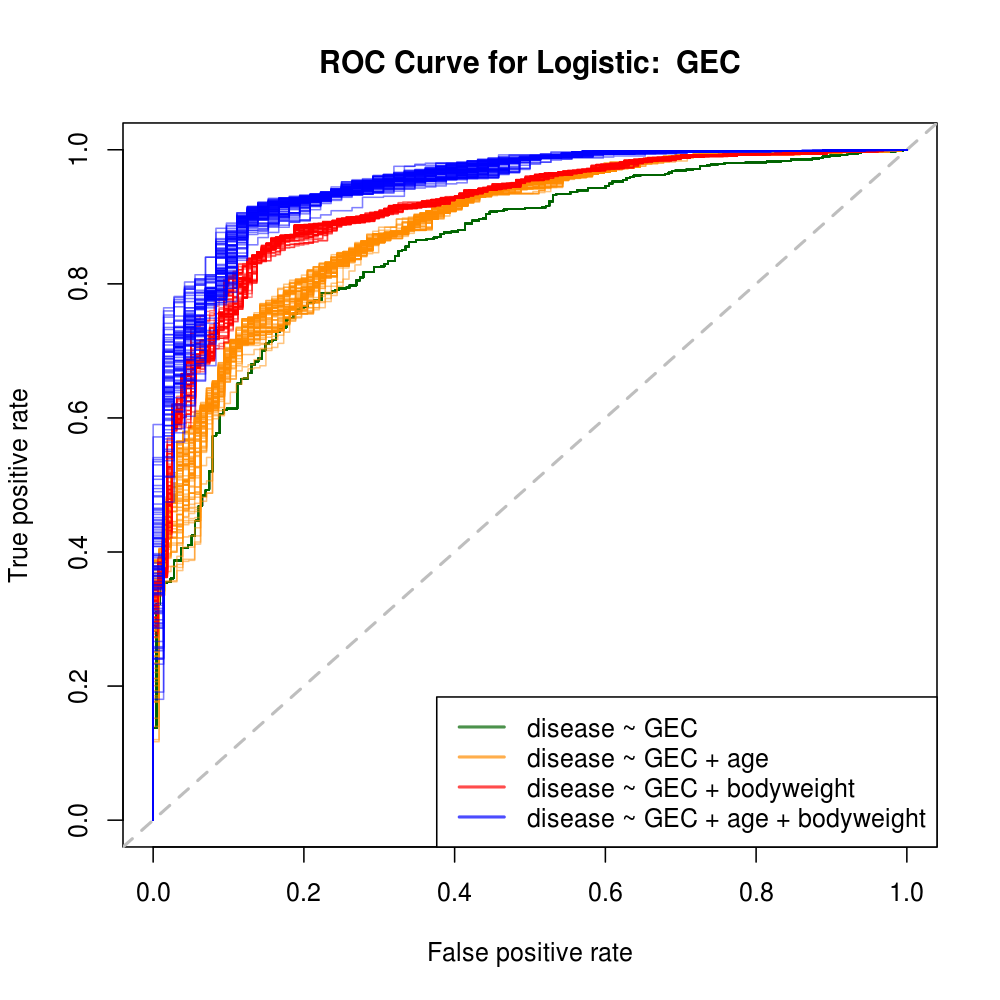 ROC Curve for Logistic:  GEC
True positive rate
1.0
0.8
0.6
0.4
0.2
0.0
disease ~ GEC
disease ~ GEC + age
disease ~ GEC + bodyweight
disease ~ GEC + age + bodyweight
0.0 0.2 0.4 0.6 0.8 1.0
False positive rate